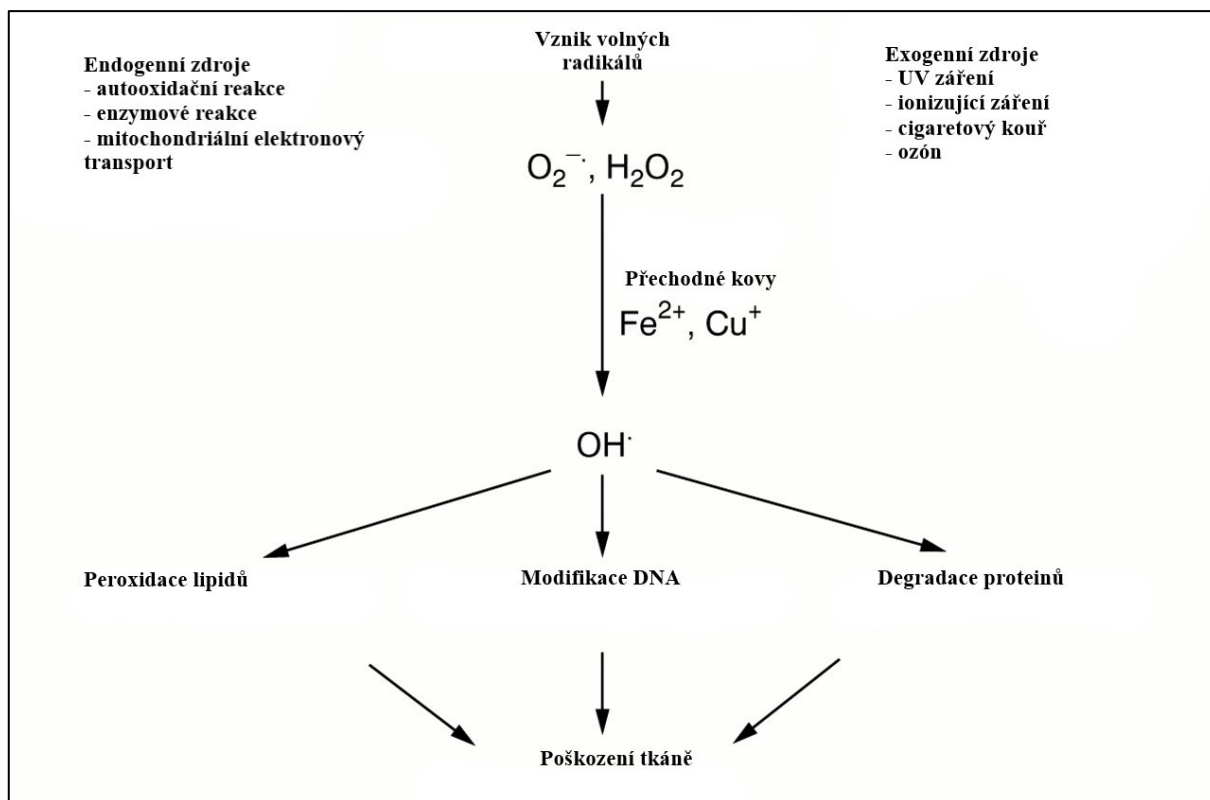 Vznik volných
radikálů
Endogenní zdroje
- autooxidační reakce
- enzymové reakce
- mitochondriální elektronový
transport
Exogenní zdroje
- UV záření
- ionizující záření
- cigaretový kouř
- ozón
O₂⁻˙, H₂O₂
Přechodné kovy
Fe²⁺, Cu⁺
OH˙
Peroxidace lipidů
Modifikace DNA
Degradace proteinů
Poškození tkáně